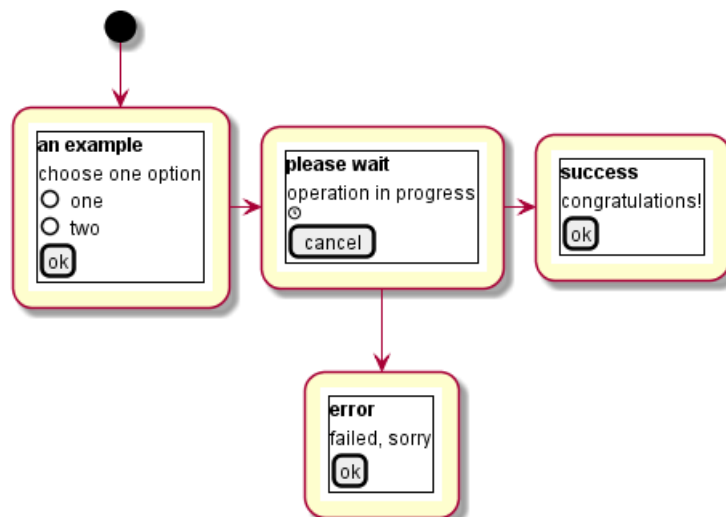 an example
choose one option
one
two
ok
please wait
operation in progress
cancel
success
congratulations!
ok
error
failed, sorry
ok